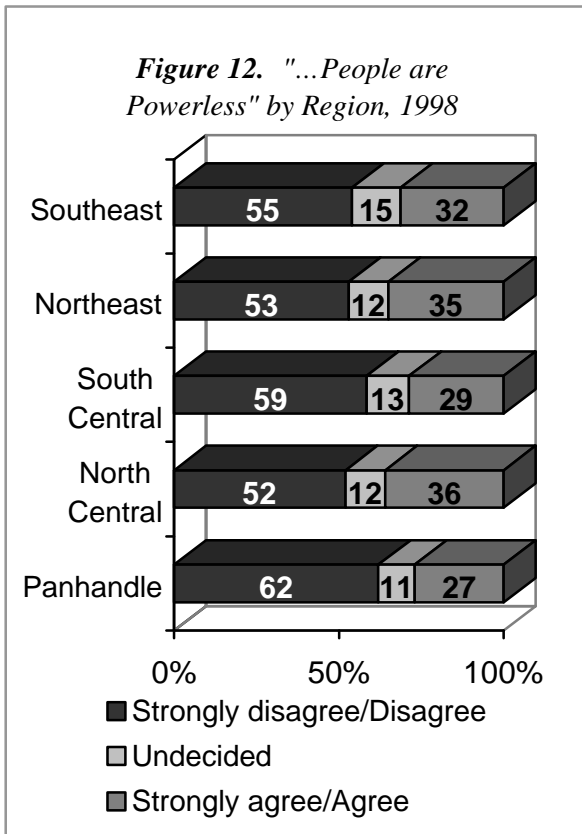 Figure 12. "...People are
Powerless" by Region, 1998
Southeast 55 15 32
Northeast 53 12 35
South
Central
59 13 29
North
Central
52 12 36
Panhandle 62 11 27
0% 50% 100%
Strongly disagree/Disagree
Undecided
Strongly agree/Agree